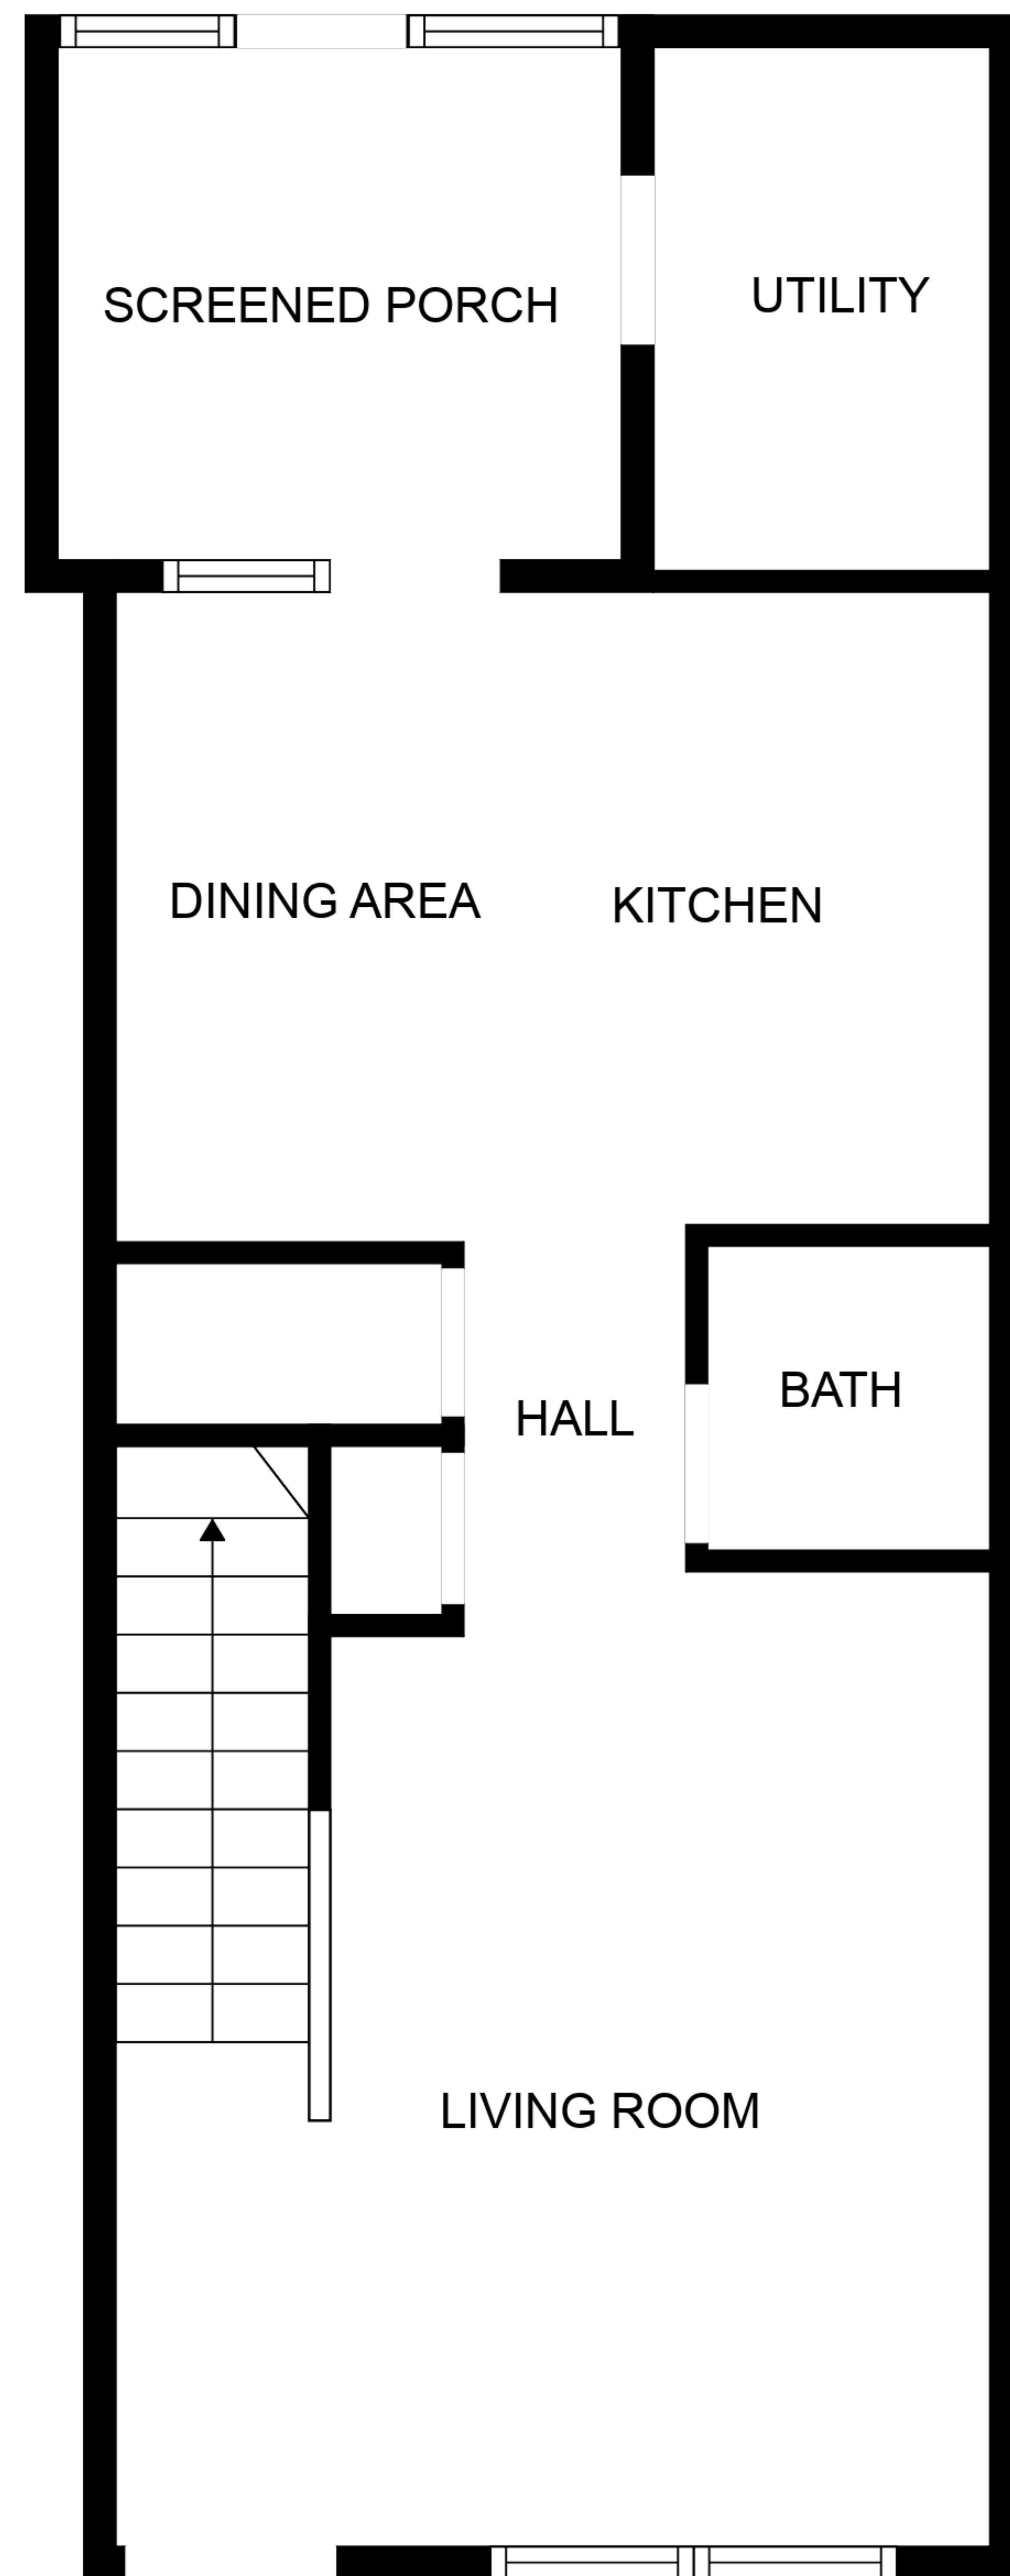 SCREENED PORCH
UTILITY
DINING AREA
KITCHEN
HALL
BATH
LIVING ROOM